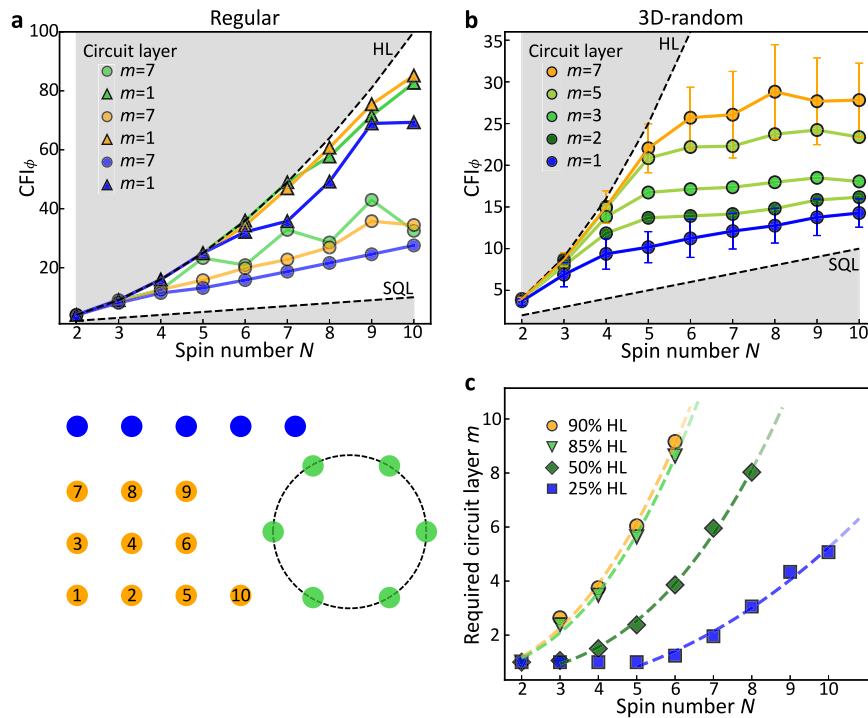 a
Regular
100
80
60
40
20
CFIϕ
Circuit layer
m=7
m=1
m=7
m=1
m=7
m=1
HL
SQL
2 3 4 5 6 7 8 9 10
Spin number N
b
3D-random
35
30
25
20
15
10
5
Circuit layer
m=7
m=5
m=3
m=2
m=1
HL
SQL
2 3 4 5 6 7 8 9 10
Spin number N
7 8 9
3 4 6
1 2 5 10
c
Required circuit layer m
10
8
6
4
2
90% HL
85% HL
50% HL
25% HL
2 3 4 5 6 7 8 9 10
Spin number N